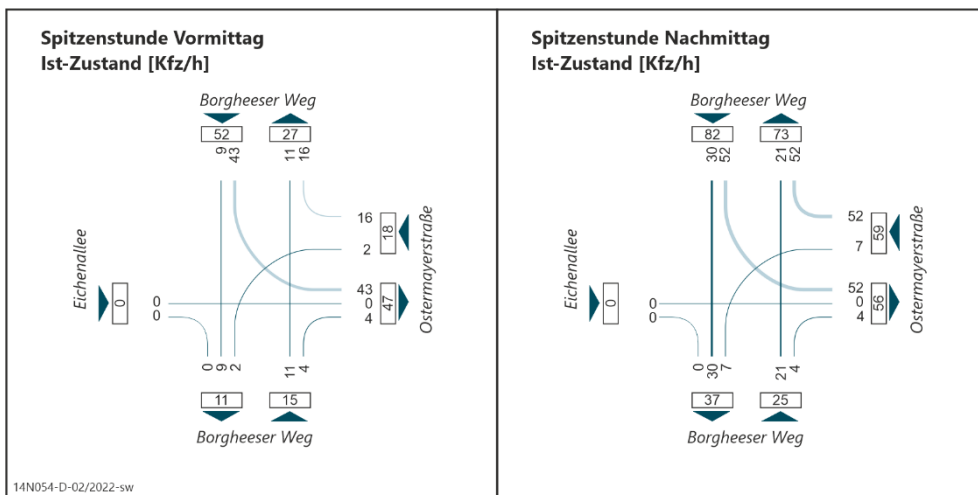 Spitzenstunde Vormittag
Ist-Zustand [Kfz/h]
Borgheeser Weg
52 27
9 43 11 16
16
2
18
Eichenallee
0
0
0
43
0
4
47
Ostermayerstraße
0 9 2 11 4
11 15
Borgheeser Weg
14N054-D-02/2022-sw
Spitzenstunde Nachmittag
Ist-Zustand [Kfz/h]
Borgheeser Weg
82 73
30 52 21 52
52
7
59
Eichenallee
0
0
0
52
0
4
56
Ostermayerstraße
0 30 7 21 4
37 25
Borgheeser Weg